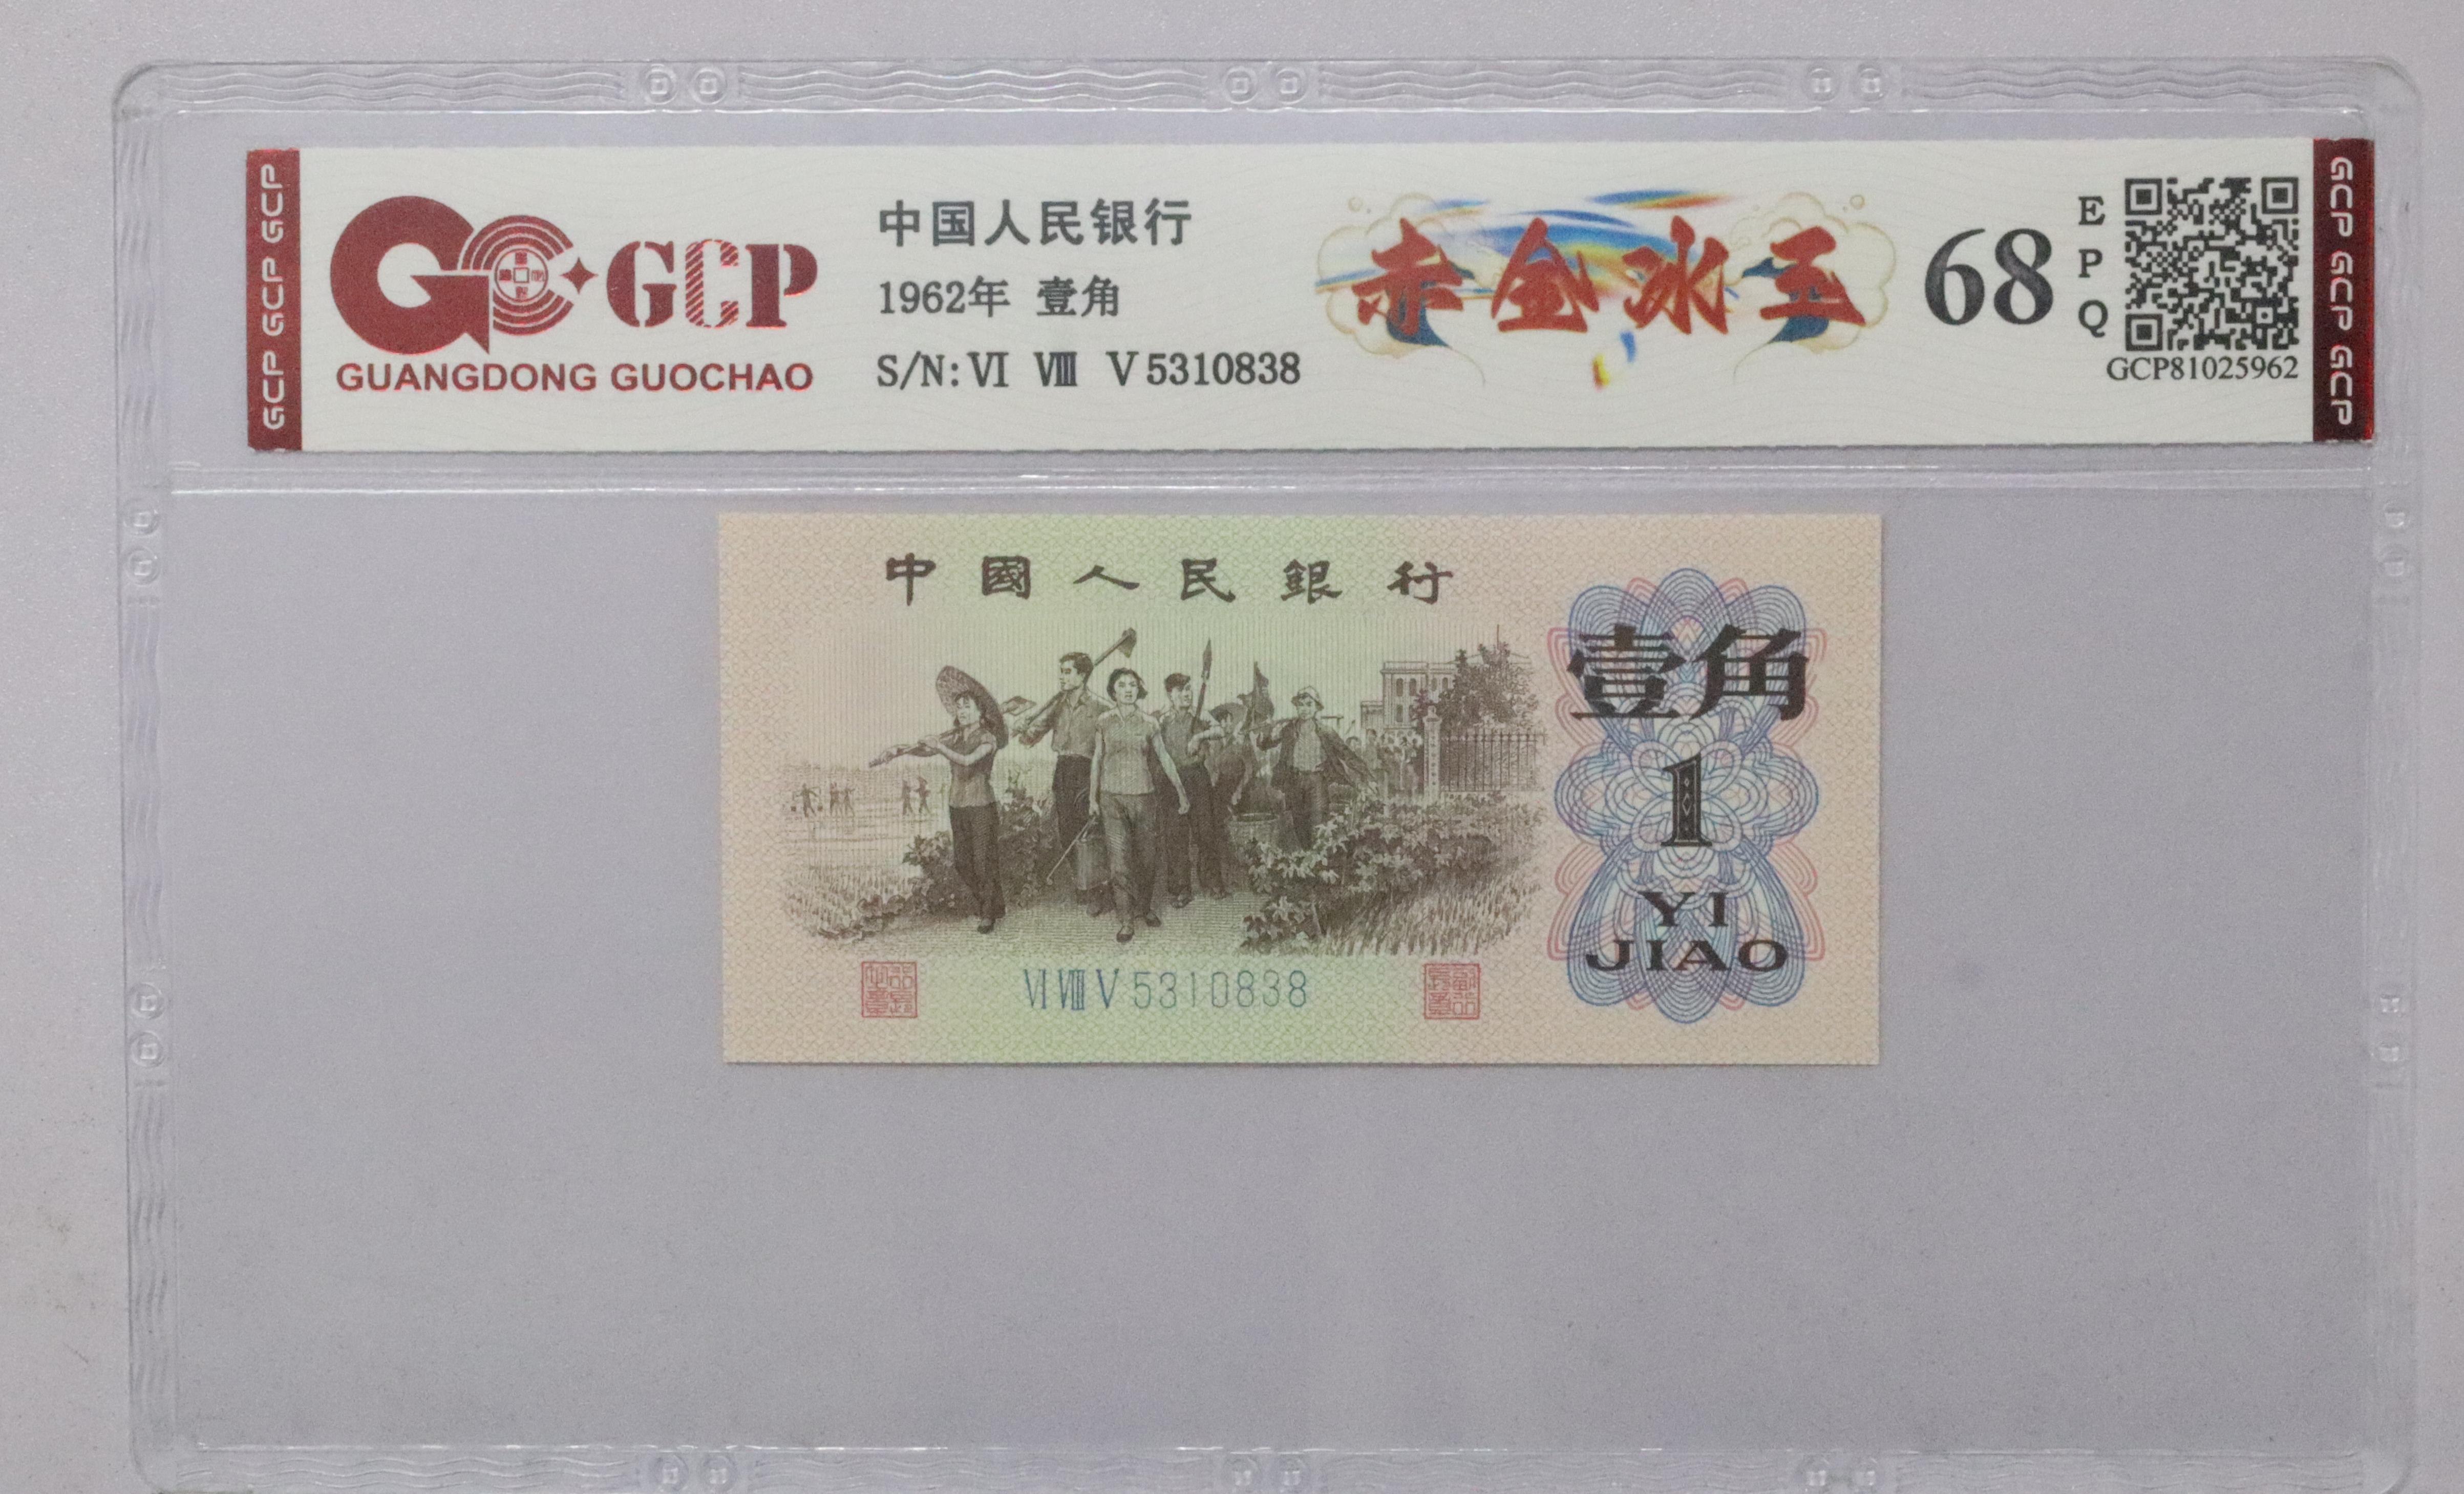 GCP GCP GCP
GCP
GUANGDONG GUOCHAO
中国人民银行
1962年 壹角
S/N: Ⅵ Ⅷ Ⅴ 5310838
赤金冰玉
68
E
P
Q
GCP81025962
GCP GCP GCP
中國人民銀行
壹角
1
YI
JIAO
Ⅵ Ⅷ Ⅴ 5310838